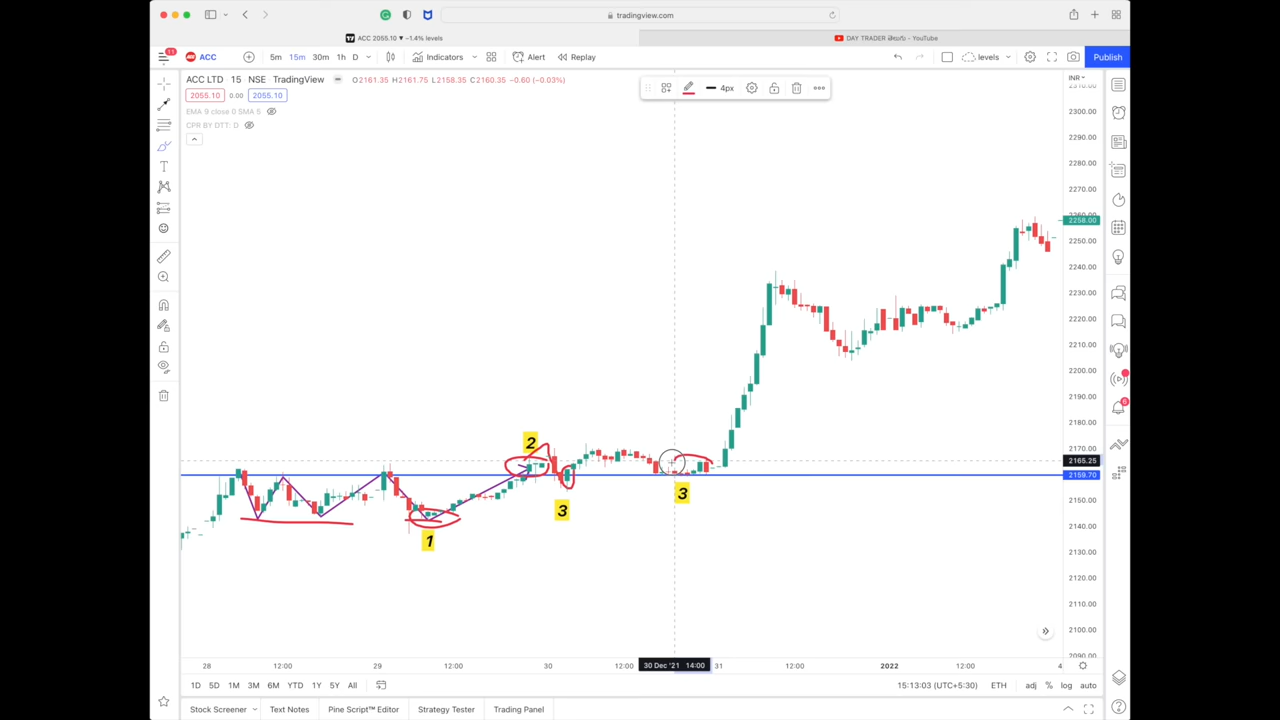 tradingview.com
ACC 2055.10 ▼ −1.4% levels
DAY TRADER తెలుగు - YouTube
11
ACC
5m 15m 30m 1h D
Indicators
Alert
Replay
levels
Publish
ACC LTD 15 NSE TradingView
O2161.35 H2161.75 L2158.35 C2160.35 −0.60 (−0.03%)
2055.10 0.00 2055.10
EMA 9 close 0 SMA 5
CPR BY DTT: D
4px
INR
2310.00
2300.00
2290.00
2280.00
2270.00
2260.00
2258.00
2250.00
2240.00
2230.00
2220.00
2210.00
2200.00
2190.00
2180.00
2170.00
2165.25
2159.70
2150.00
2140.00
2130.00
2120.00
2110.00
2100.00
2090.00
2
3
3
1
6
28 12:00 29 12:00 30 12:00 30 Dec '21 14:00 31 12:00 2022 12:00 4
1D 5D 1M 3M 6M YTD 1Y 5Y All
15:13:03 (UTC+5:30) ETH adj % log auto
Stock Screener Text Notes Pine Script™ Editor Strategy Tester Trading Panel